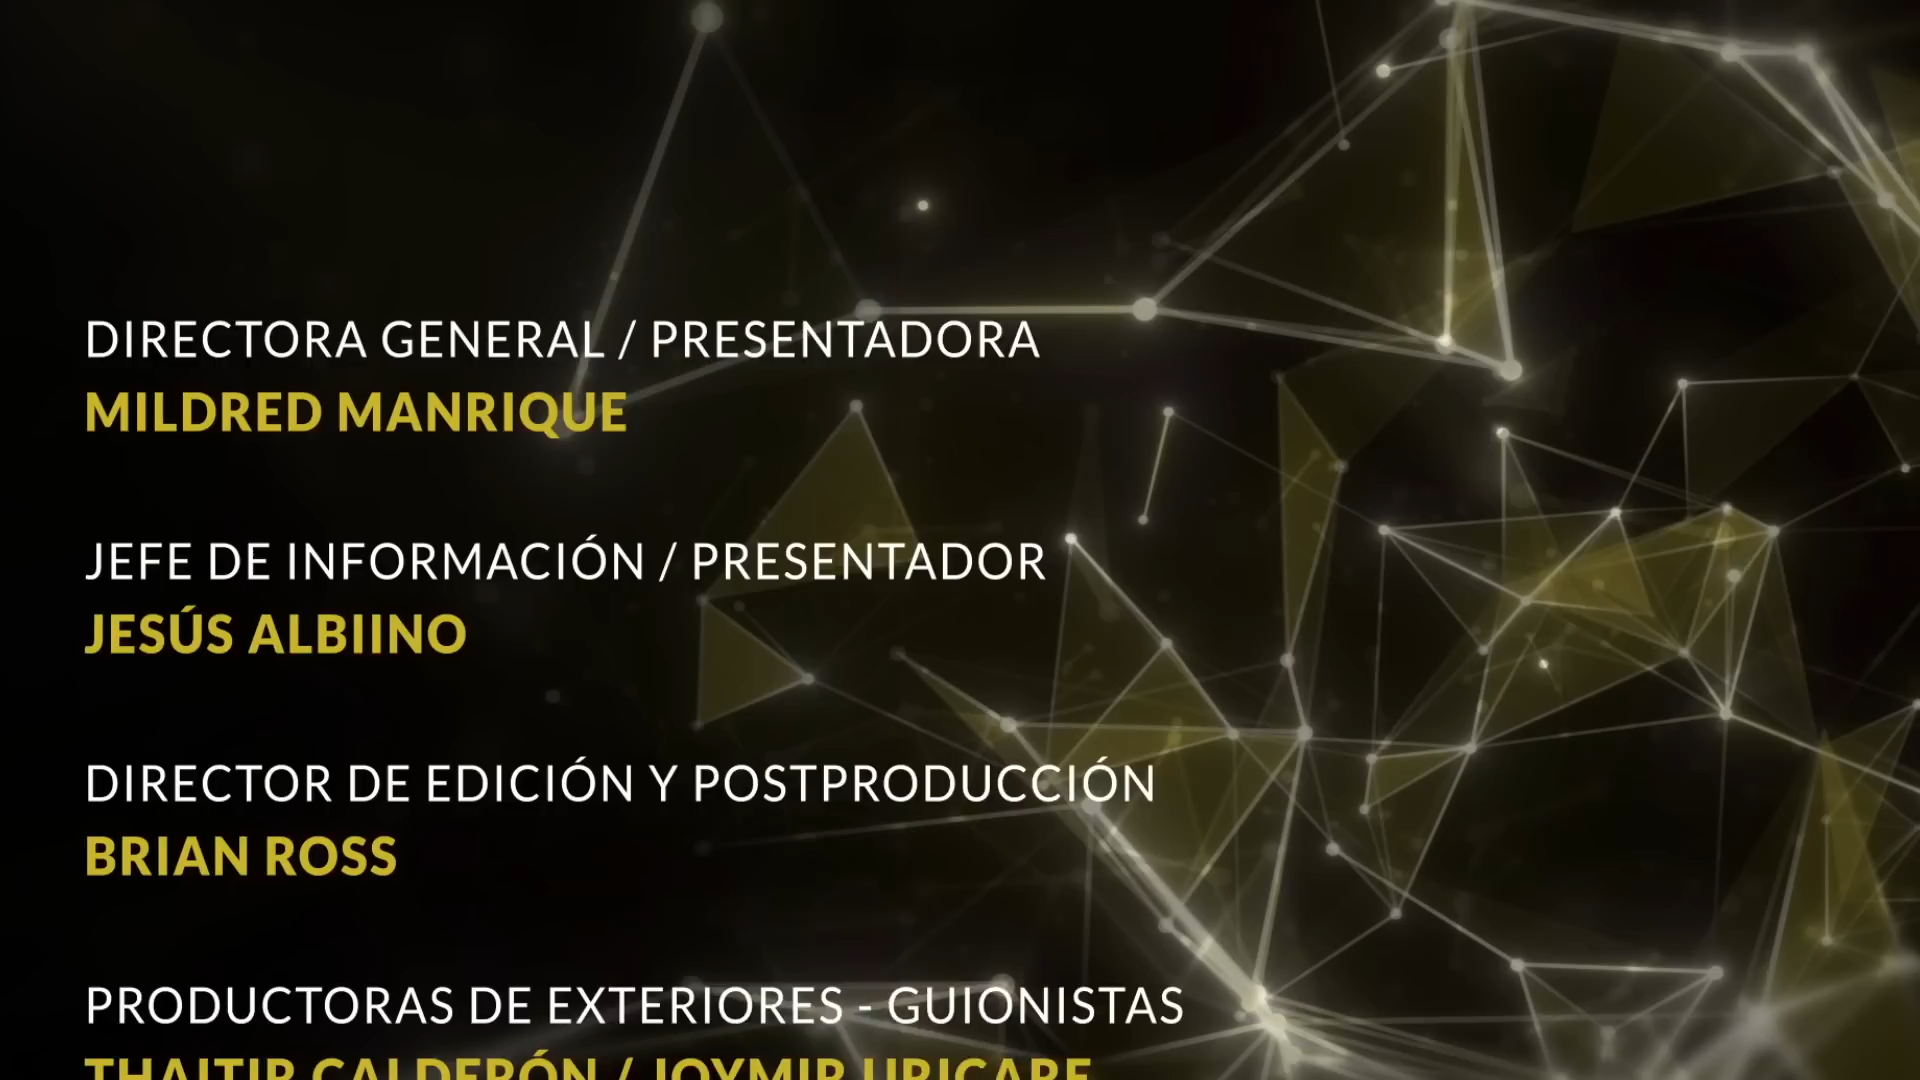 DIRECTORA GENERAL / PRESENTADORA
MILDRED MANRIQUE
JEFE DE INFORMACIÓN / PRESENTADOR
JESÚS ALBIINO
DIRECTOR DE EDICIÓN Y POSTPRODUCCIÓN
BRIAN ROSS
PRODUCTORAS DE EXTERIORES - GUIONISTAS
CALDERÓN /